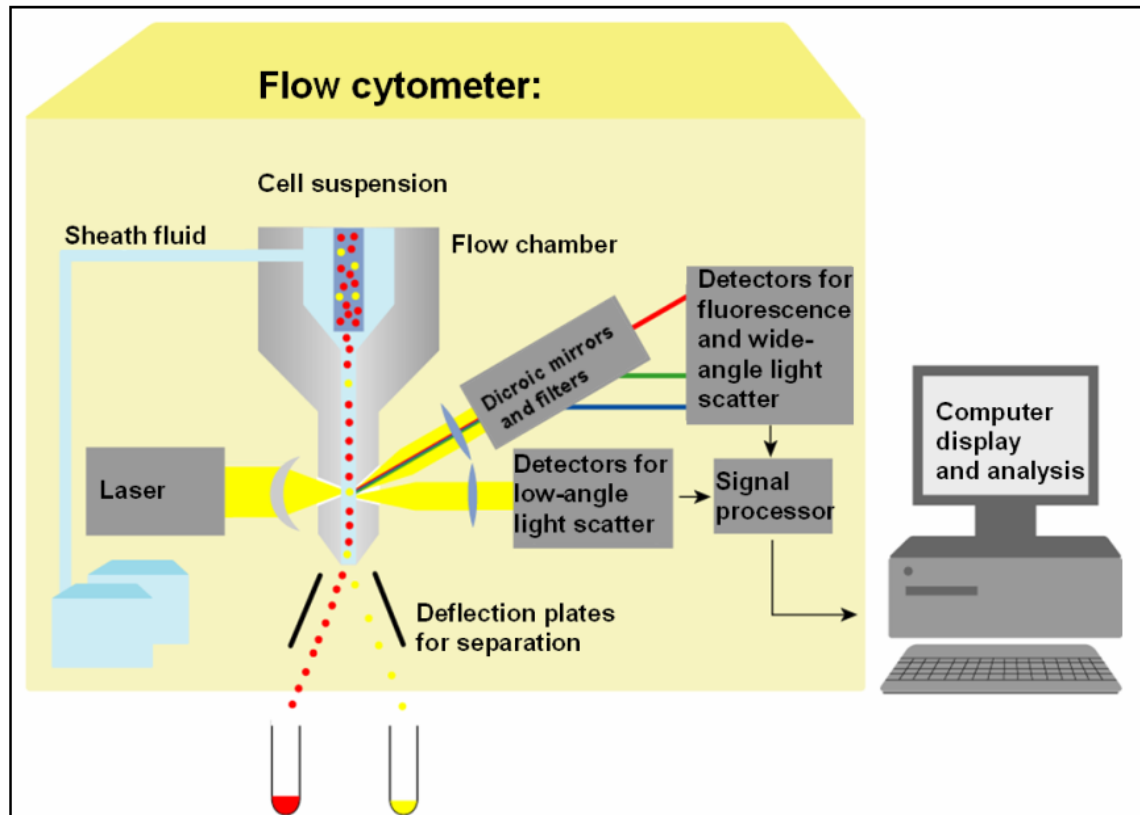 Flow cytometer:
Cell suspension
Sheath fluid
Flow chamber
Detectors for
fluorescence
and wide-
angle light
scatter
Dicroic mirrors
and filters
Computer
display
and analysis
Laser
Detectors for
low-angle
light scatter
Signal
processor
Deflection plates
for separation